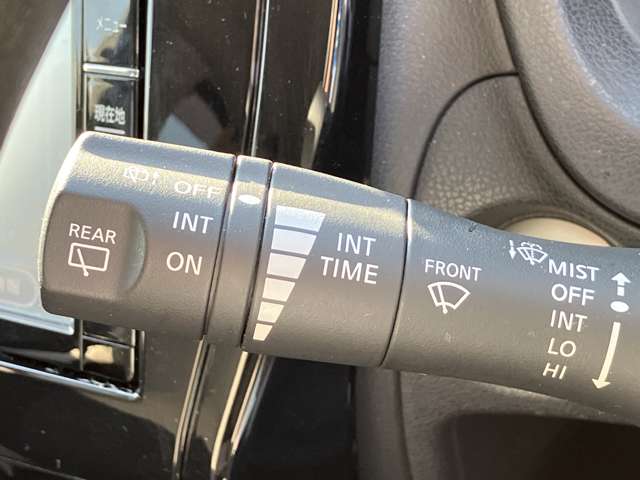 メニュー
現在地
REAR
OFF
INT
ON
INT
TIME
FRONT
MIST
OFF
INT
LO
HI
ON